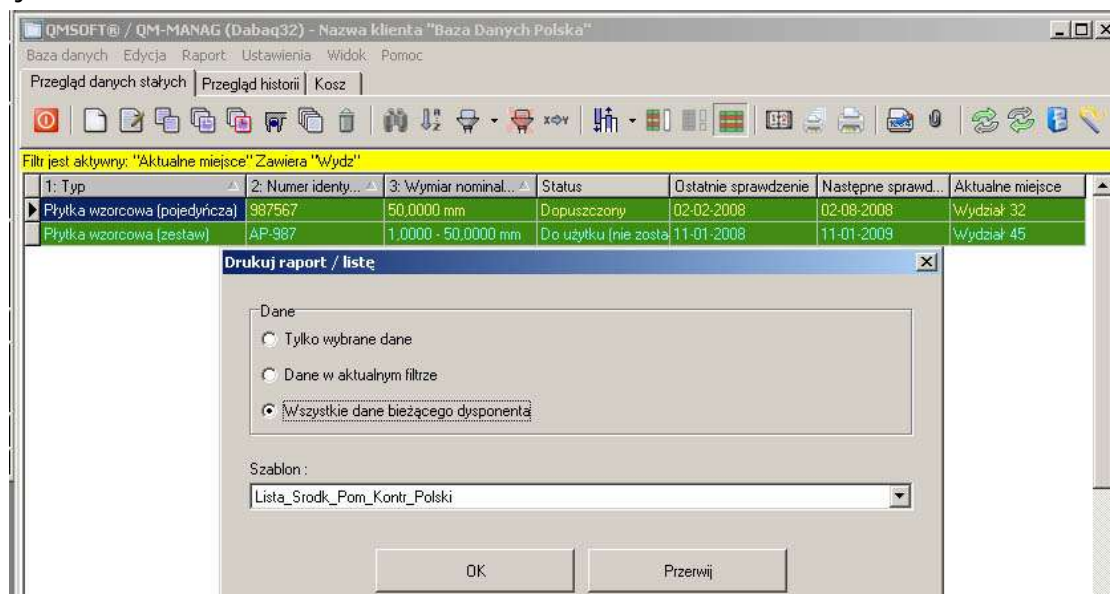 QMSOFT® / QM-MANAG (Dabaq32) - Nazwa klienta "Baza Danych Polska"
Baza danych Edycja Raport Ustawienia Widok Pomoc
Przegląd danych stałych Przegląd historii Kosz
Filtr jest aktywny: "Aktualne miejsce" Zawiera "Wydz"
1: Typ 2: Numer identy... 3: Wymiar nominal... Status Ostatnie sprawdzenie Następne sprawd... Aktualne miejsce
Płytka wzorcowa (pojedyńcza) 987567 50,0000 mm Dopuszczony 02-02-2008 02-08-2008 Wydział 32
Płytka wzorcowa (zestaw) AP-987 1,0000 - 50,0000 mm Do użytku (nie zosta 11-01-2008 11-01-2009 Wydział 45
Drukuj raport / listę
Dane
Tylko wybrane dane
Dane w aktualnym filtrze
Wszystkie dane bieżącego dysponenta
Szablon :
Lista_Srodk_Pom_Kontr_Polski
OK Przerwij